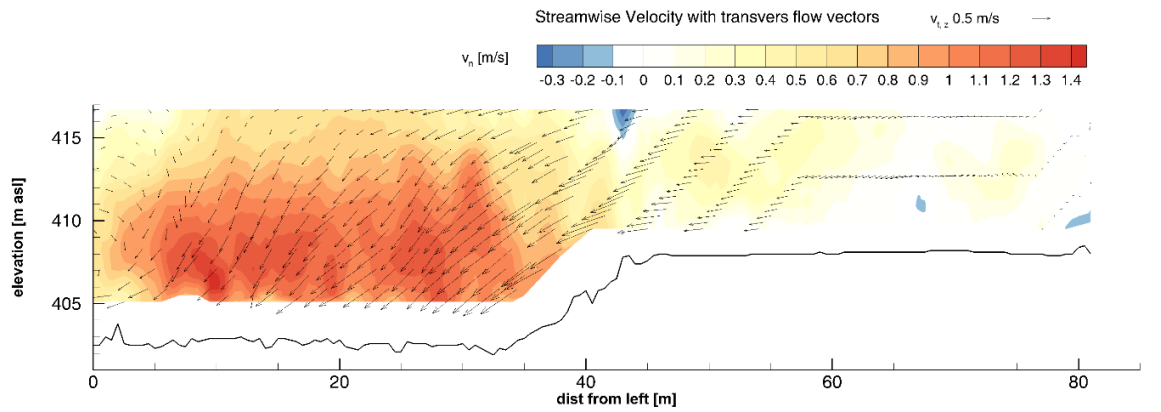 Streamwise Velocity with transvers flow vectors v_t,z 0.5 m/s
v_n [m/s]
-0.3 -0.2 -0.1 0 0.1 0.2 0.3 0.4 0.5 0.6 0.7 0.8 0.9 1 1.1 1.2 1.3 1.4
415
410
405
elevation [m asl]
0 20 40 60 80
dist from left [m]